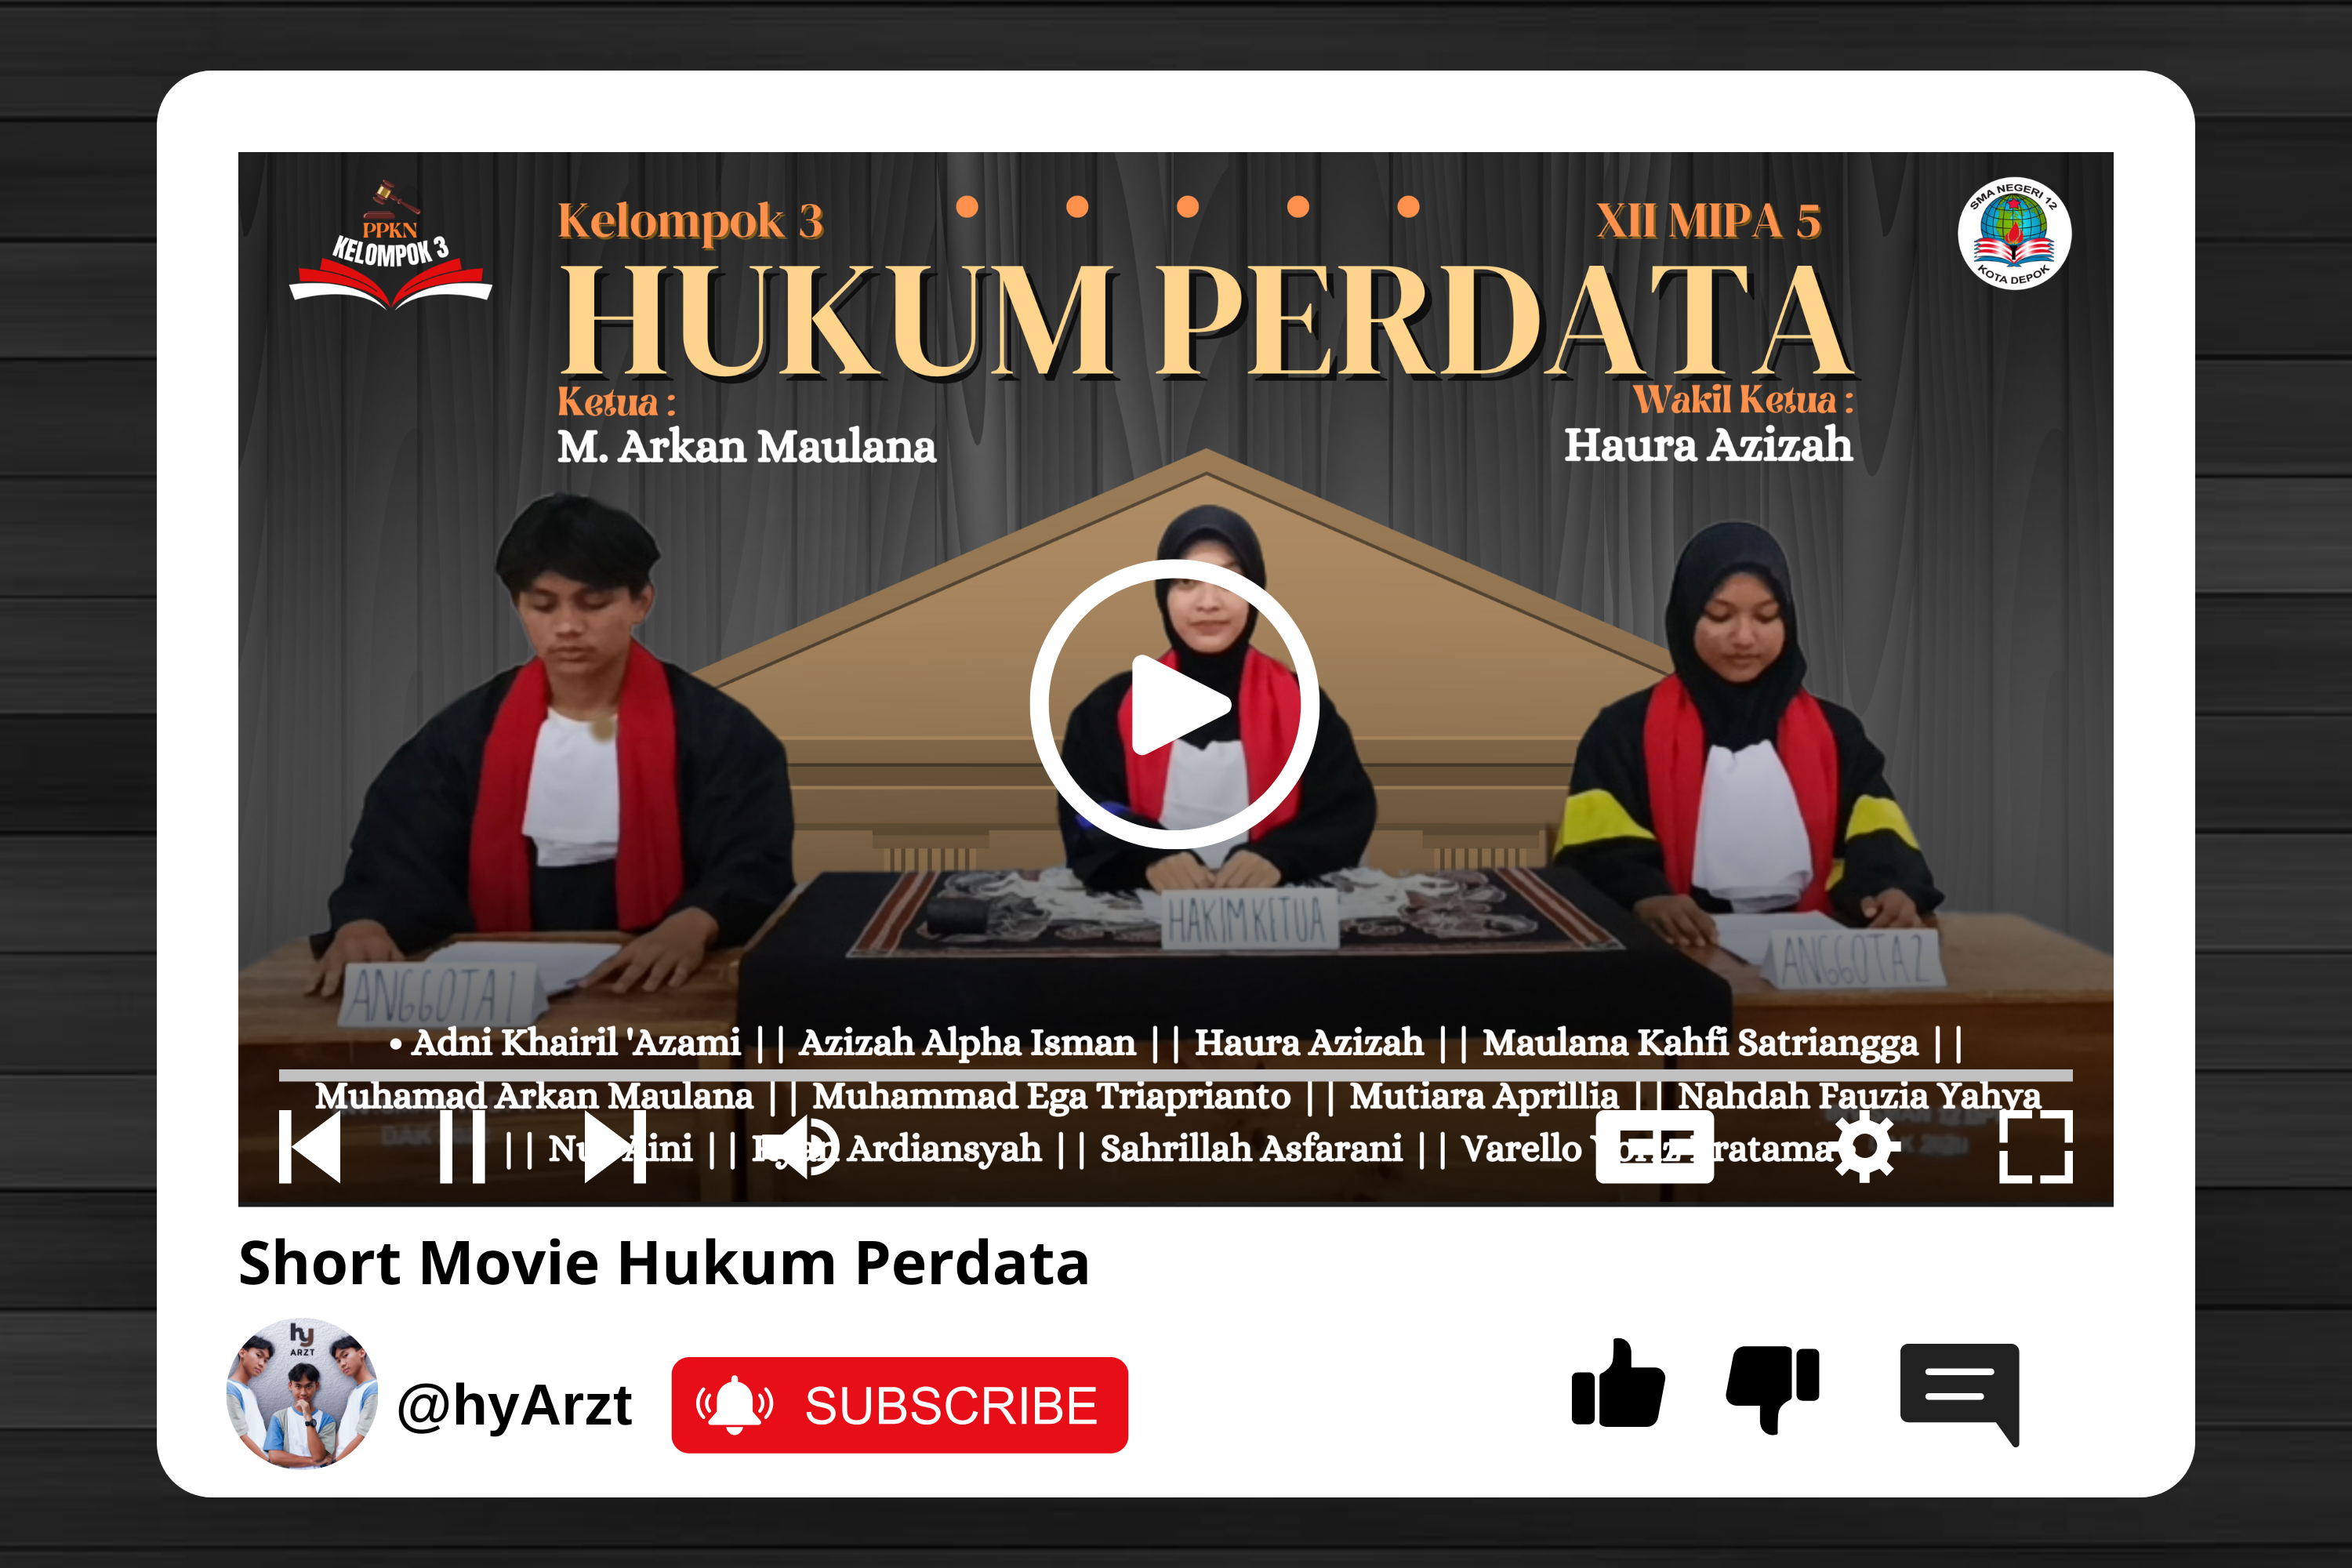 PPKN
KELOMPOK 3
Kelompok 3
XII MIPA 5
SMA NEGERI 12
KOTA DEPOK
HUKUM PERDATA
Ketua :
M. Arkan Maulana
Wakil Ketua :
Haura Azizah
HAKIM KETUA
ANGGOTA 1
ANGGOTA 2
• Adni Khairil 'Azami || Azizah Alpha Isman || Haura Azizah || Maulana Kahfi Satriangga ||
Muhamad Arkan Maulana || Muhammad Ega Triaprianto || Mutiara Aprillia || Nahdah Fauzia Yahya
|| Aini || Ardiansyah || Sahrillah Asfarani || Varello
Short Movie Hukum Perdata
hy
ARZT
@hyArzt
SUBSCRIBE